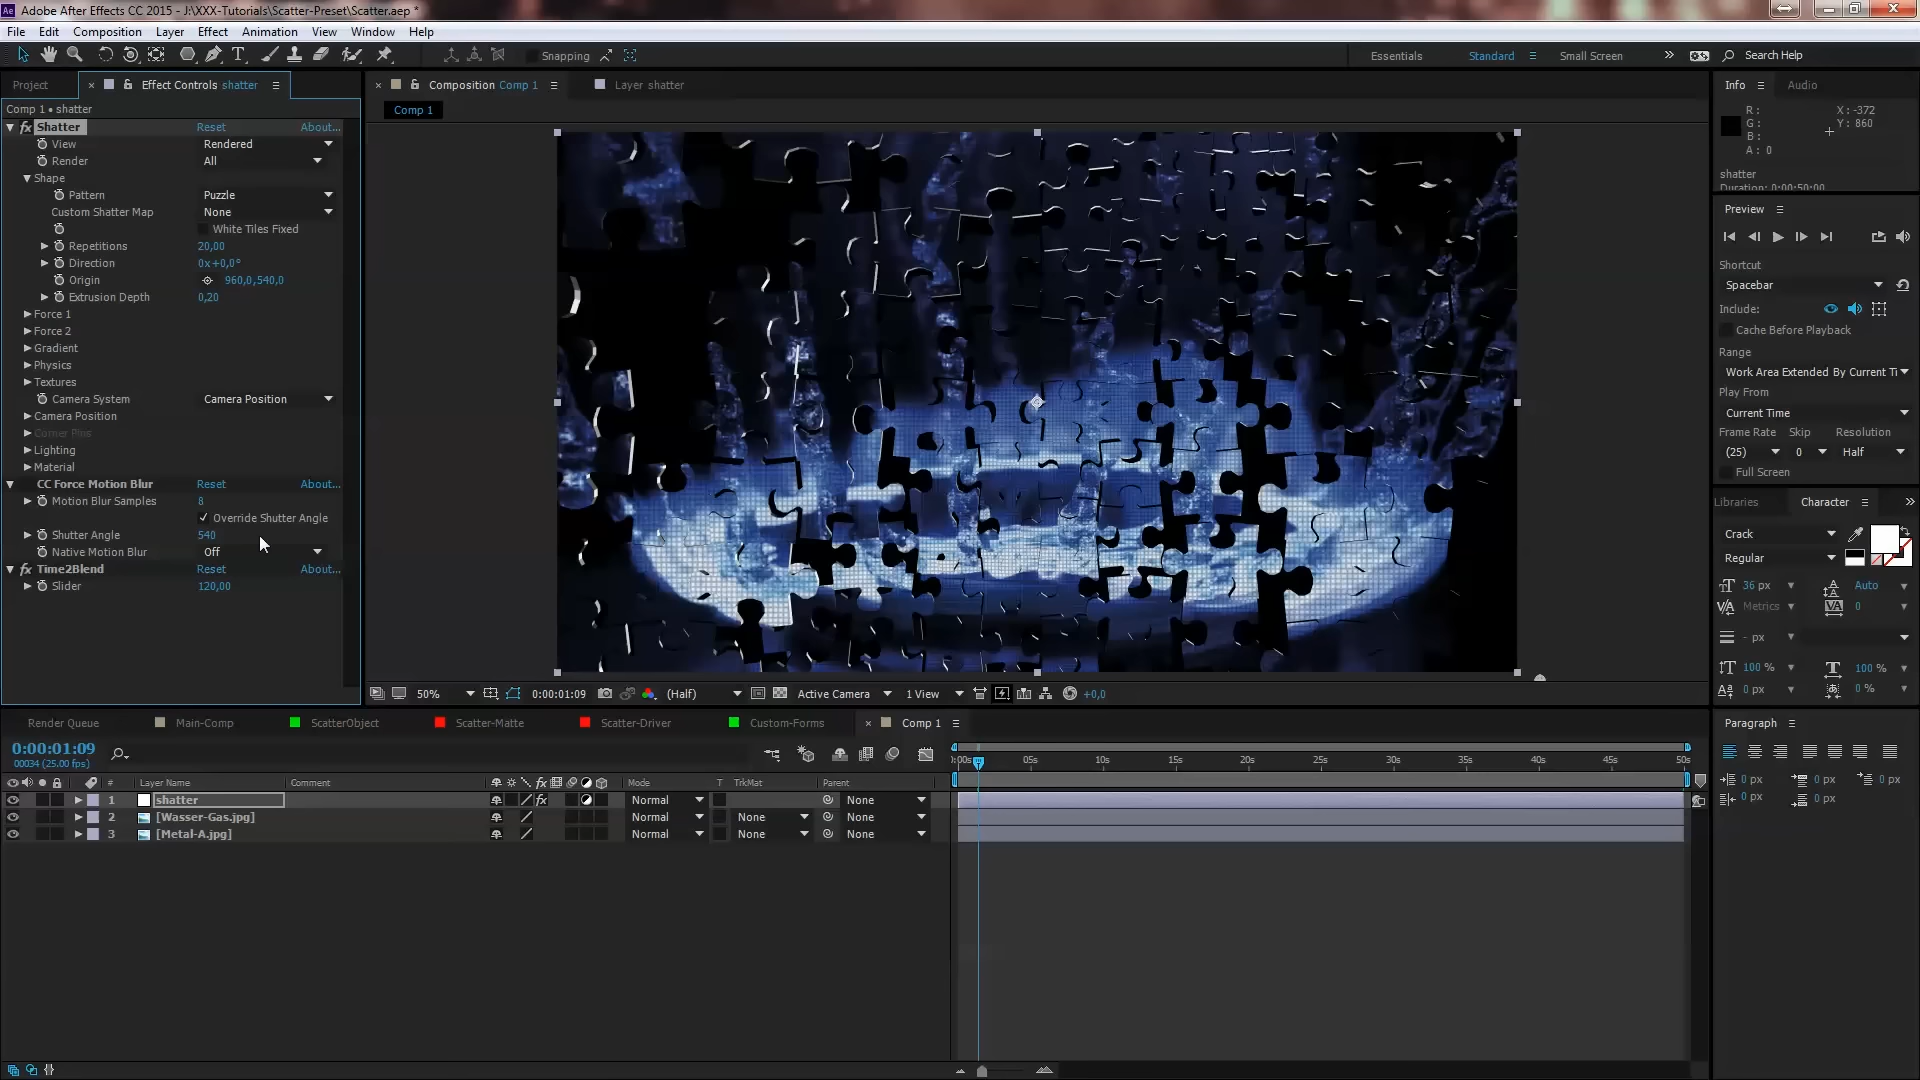 Adobe After Effects CC 2015 - J:\XXX-Tutorials\Scatter-Preset\Scatter.aep *
File Edit Composition Layer Effect Animation View Window Help
Snapping Essentials Standard Small Screen Search Help
Project Effect Controls shatter Composition Comp 1 Layer shatter Info Audio
Comp 1 • shatter Comp 1
R: X: -372
G: Y: 860
B:
A: 0
shatter
Duration: 0:00:50:00
fx Shatter Reset About...
View Rendered
Render All
Shape
Pattern Puzzle
Custom Shatter Map None
White Tiles Fixed
Repetitions 20,00
Direction 0x+0,0°
Origin 960,0,540,0
Extrusion Depth 0,20
Force 1
Force 2
Gradient
Physics
Textures
Camera System Camera Position
Camera Position
Corner Pins
Lighting
Material
CC Force Motion Blur Reset About...
Motion Blur Samples 8
Override Shutter Angle
Shutter Angle 540
Native Motion Blur Off
fx Time2Blend Reset About...
Slider 120,00
Preview
Shortcut
Spacebar
Include:
Cache Before Playback
Range
Work Area Extended By Current Ti
Play From
Current Time
Frame Rate Skip Resolution
(25) 0 Half
Full Screen
Libraries Character
Crack
Regular
36 px Auto
Metrics 0
- px
100 % 100 %
0 px 0 %
50% 0:00:01:09 (Half) Active Camera 1 View +0,0
Render Queue Main-Comp ScatterObject Scatter-Matte Scatter-Driver Custom-Forms Comp 1
0:00:01:09
00034 (25.00 fps)
05s 10s 15s 20s 25s 30s 35s 40s 45s 50s
# Layer Name Comment Mode T TrkMat Parent
1 shatter Normal None
2 [Wasser-Gas.jpg] Normal None None
3 [Metal-A.jpg] Normal None None
Paragraph
0 px 0 px 0 px
0 px 0 px